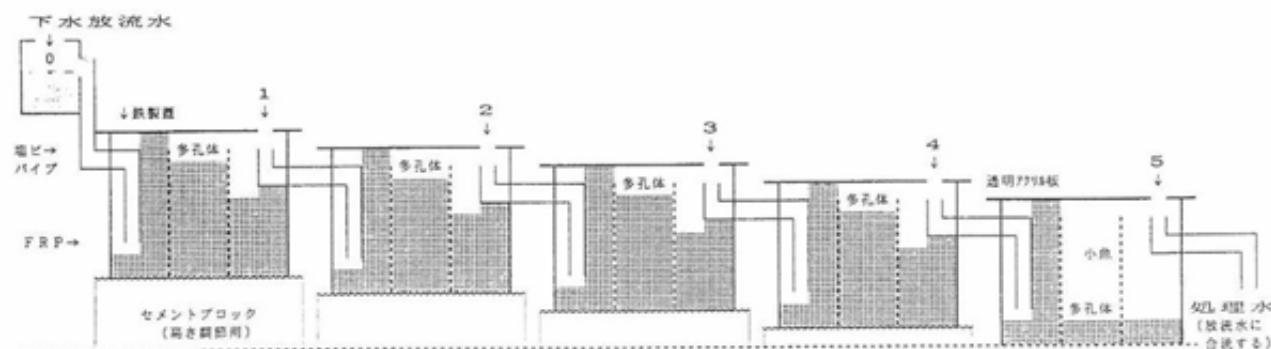 下水放流水
↓
0
↓
↓鉄製蓋
塩ビ→
パイプ
FRP→
1
↓
多孔体
セメントブロック
(高さ調節用)
2
↓
多孔体
3
↓
多孔体
4
↓
多孔体
透明アクリル板
5
↓
小魚
多孔体
処理水
(放流水に
合流する)